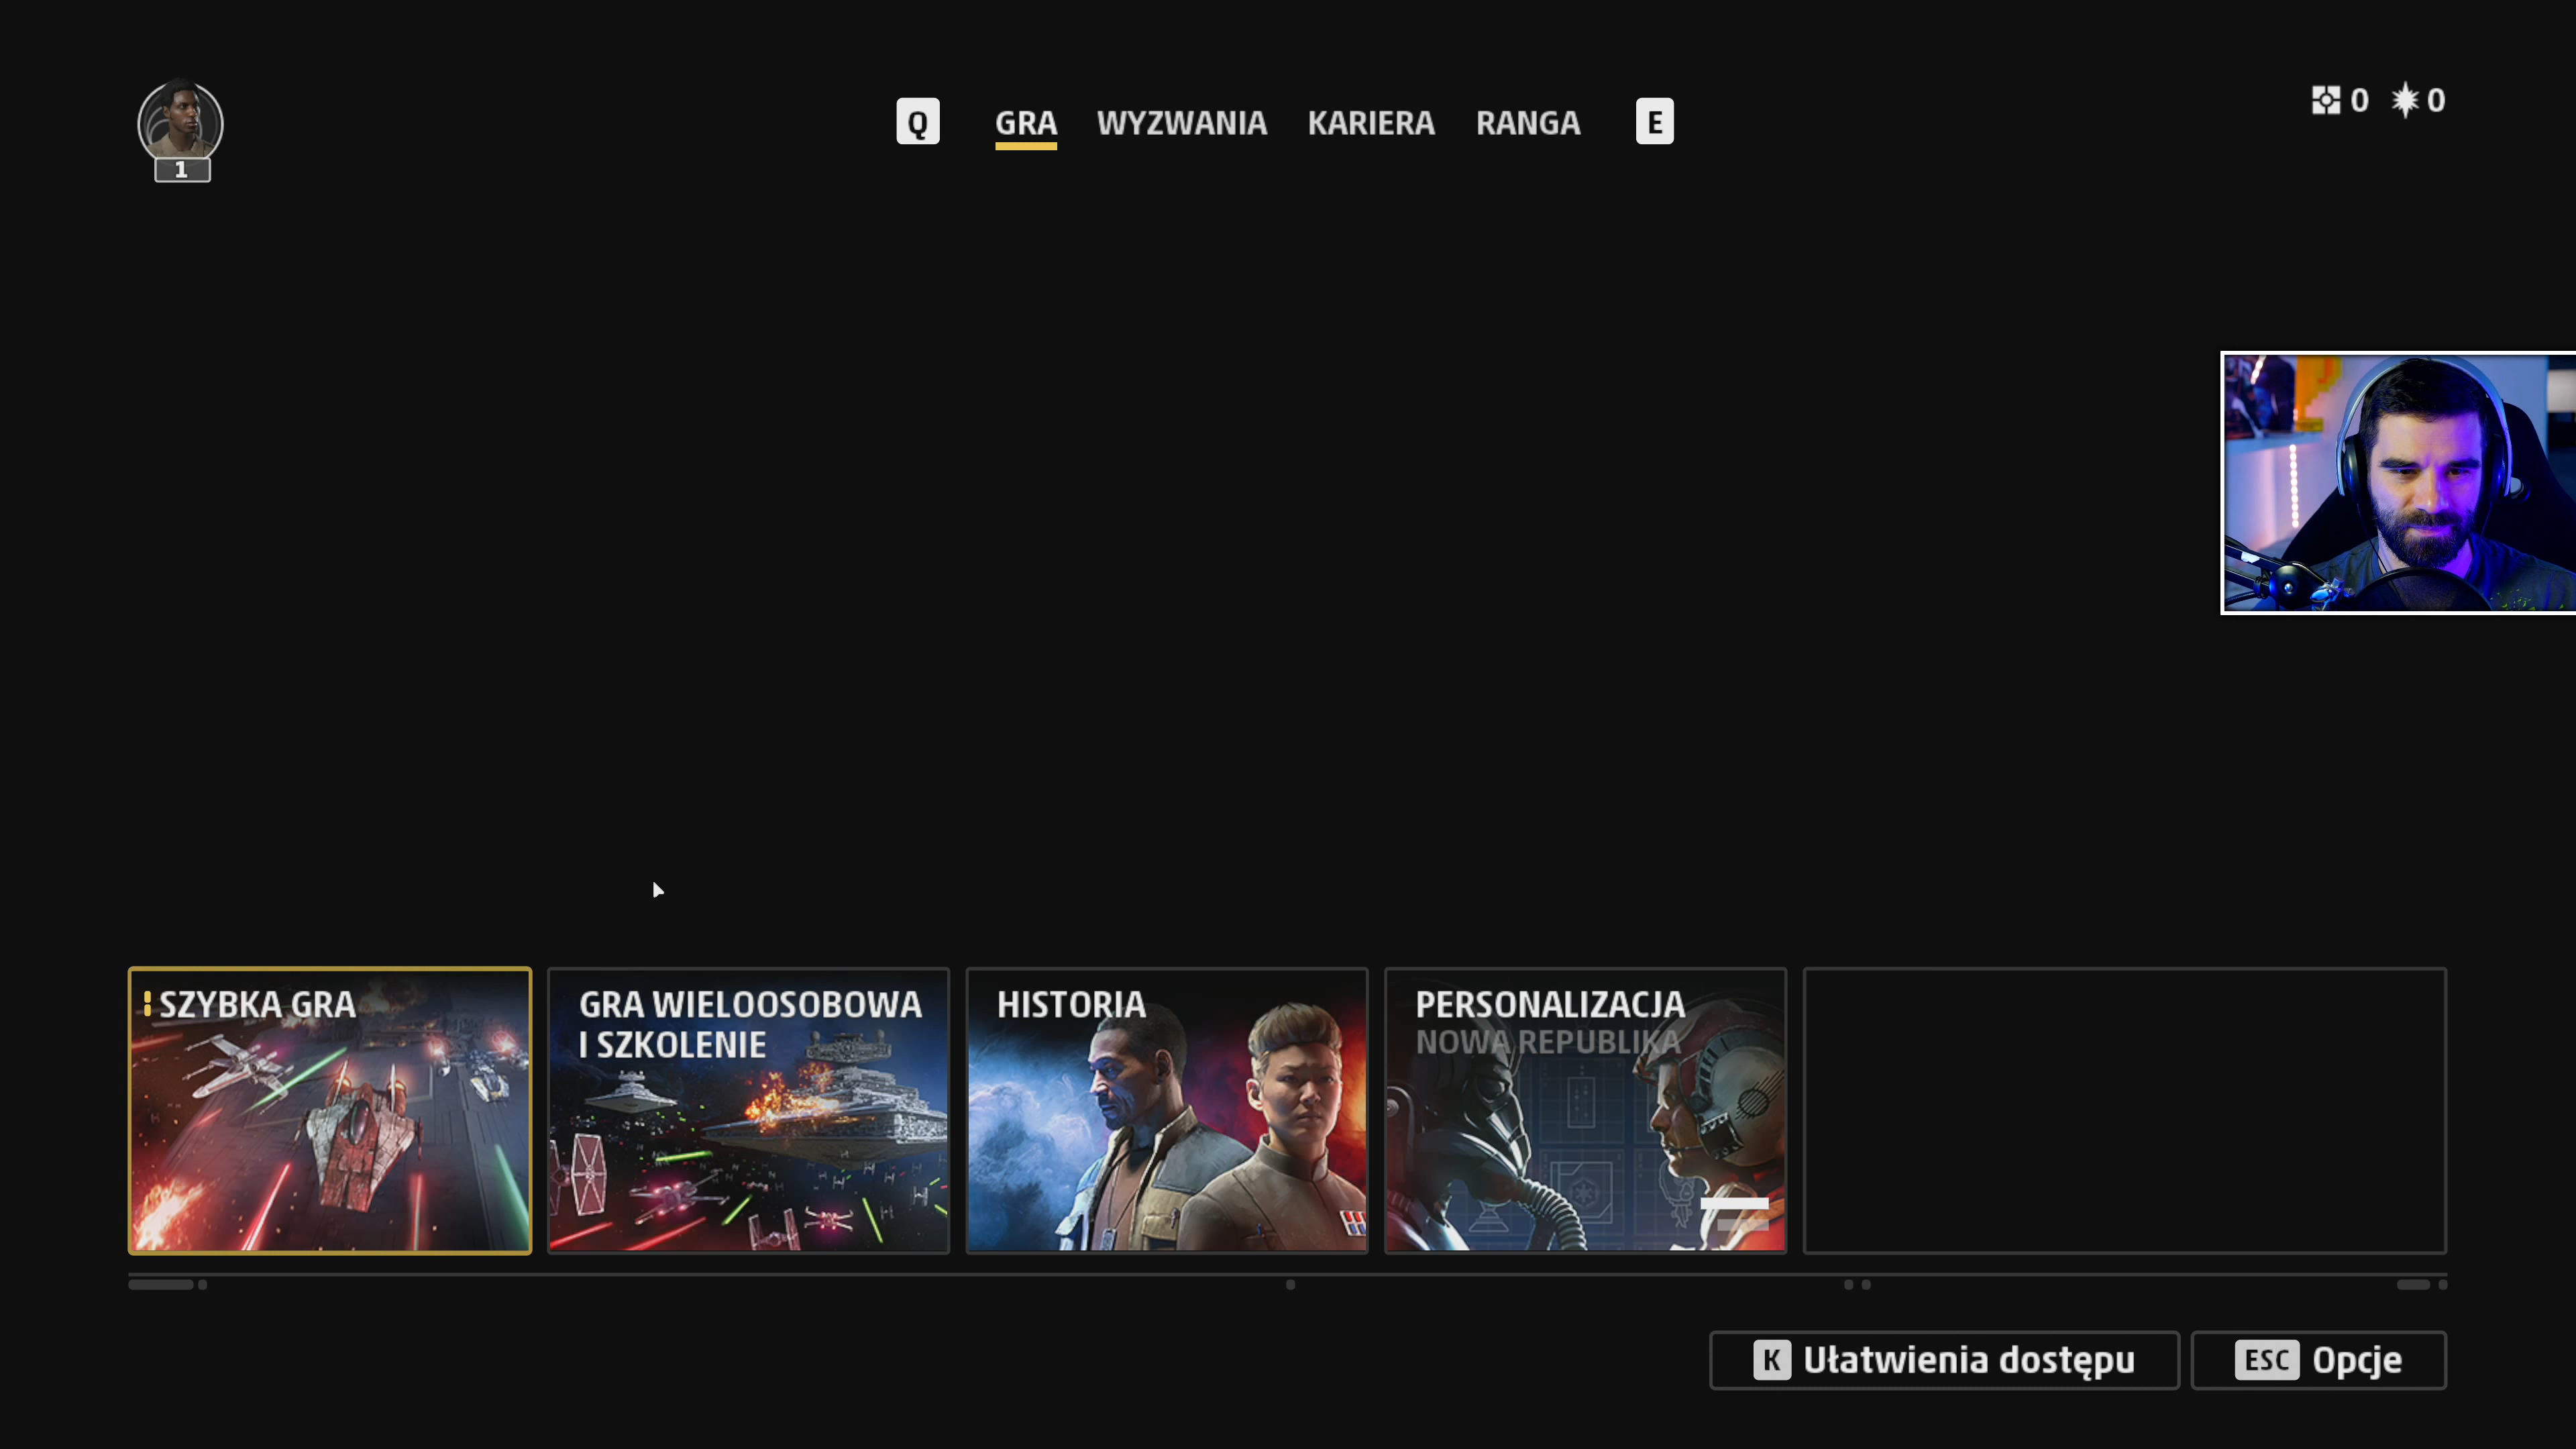 Q GRA WYZWANIA KARIERA RANGA E
0 0
1
SZYBKA GRA
GRA WIELOOSOBOWA
I SZKOLENIE
HISTORIA
PERSONALIZACJA
NOWA REPUBLIKA
K Ułatwienia dostępu
ESC Opcje